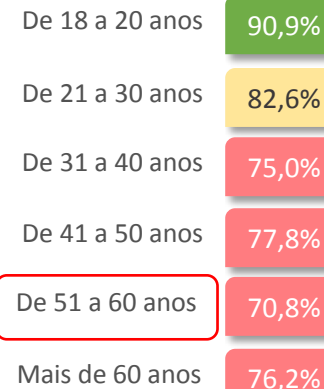 De 18 a 20 anos 90,9%
De 21 a 30 anos 82,6%
De 31 a 40 anos 75,0%
De 41 a 50 anos 77,8%
De 51 a 60 anos 70,8%
Mais de 60 anos 76,2%